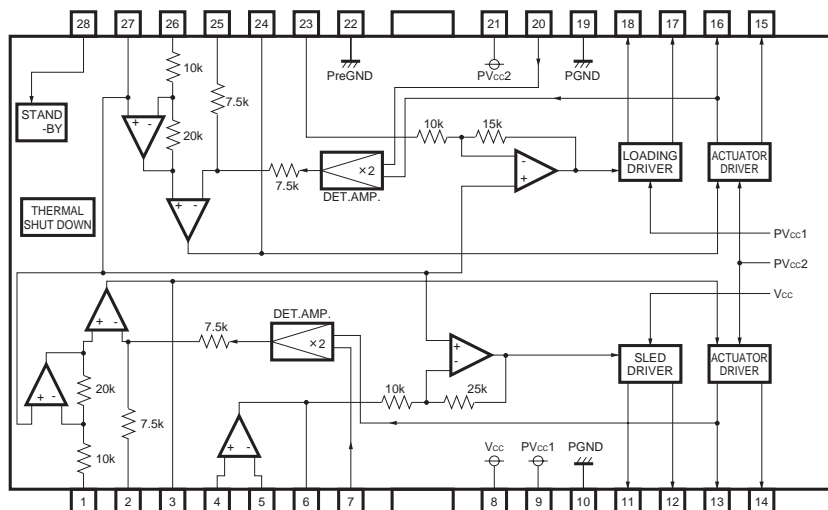 28 27 26 25 24 23 22 21 20 19 18 17 16 15
10k
PreGND
PVcc2
PGND
STAND
-BY
7.5k
20k
+ -
10k
15k
×2
7.5k
DET.AMP.
-
+
LOADING
DRIVER
ACTUATOR
DRIVER
+ -
THERMAL
SHUT DOWN
PVcc1
PVcc2
Vcc
+ -
DET.AMP.
7.5k
×2
+
-
SLED
DRIVER
ACTUATOR
DRIVER
+ -
20k
7.5k
10k
25k
10k
+ -
Vcc
PVcc1
PGND
1 2 3 4 5 6 7 8 9 10 11 12 13 14